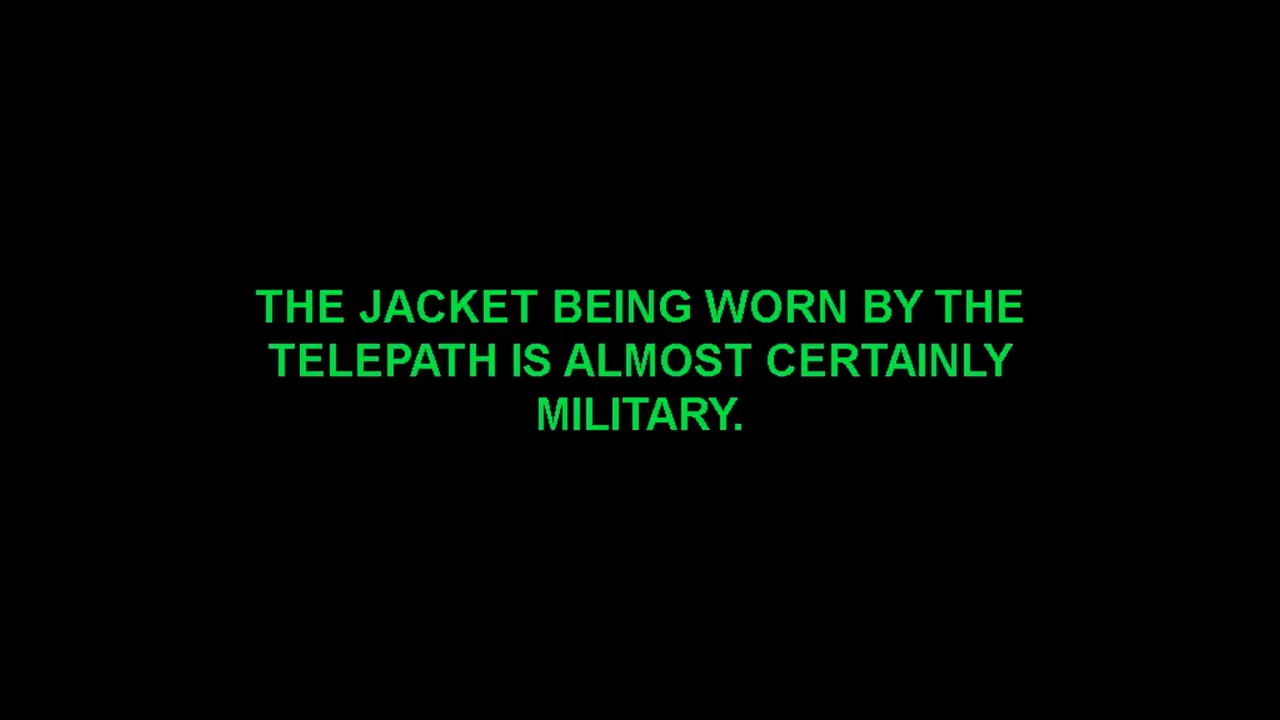 THE JACKET BEING WORN BY THE
TELEPATH IS ALMOST CERTAINLY
MILITARY.